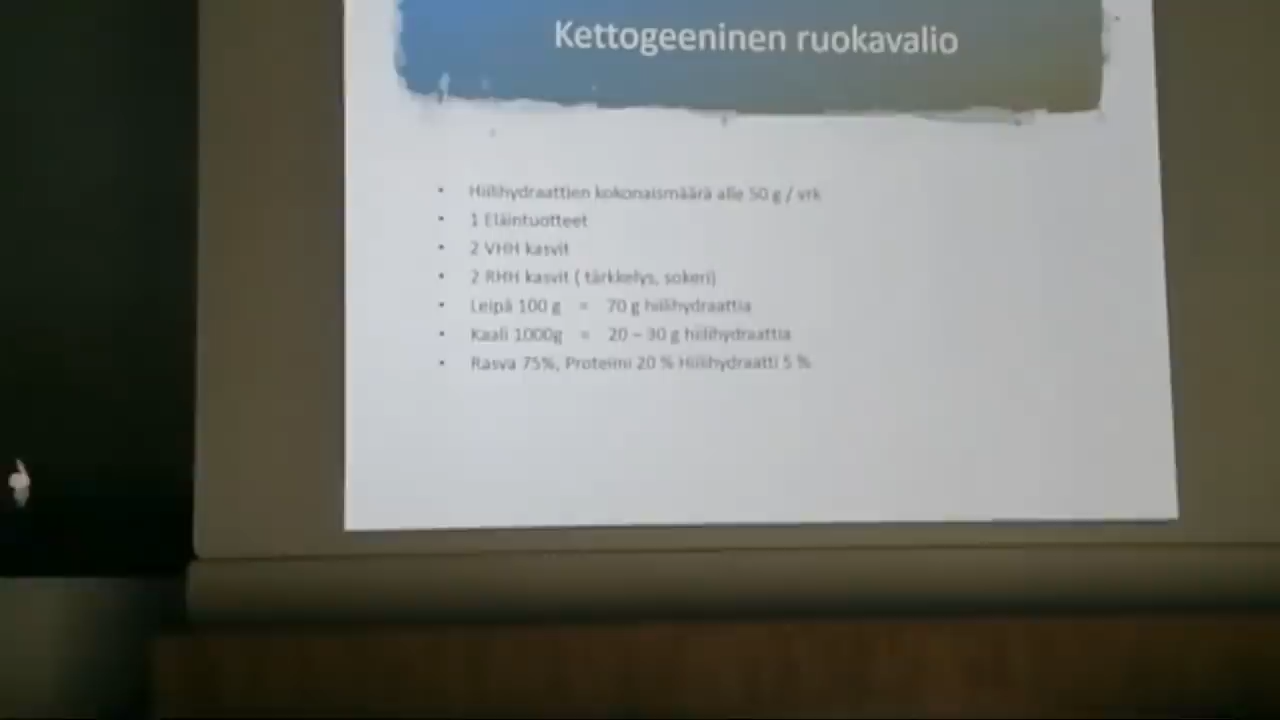 Kettogeeninen ruokavalio
• Hiilihydraattien kokonaismäärä alle 50 g / vrk
• 1 Eläintuotteet
• 2 VHH kasvit
• 2 RHH kasvit ( tärkkelys, sokeri)
• Leipä 100 g = 70 g hiilihydraattia
• Kaali 1000g = 20 – 30 g hiilihydraattia
• Rasva 75%, Proteiini 20 % Hiilihydraatti 5 %